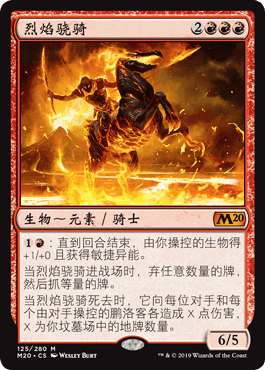 烈焰骁骑 2
生物～元素／骑士 M20
1 ：直到回合结束，由你操控的生物得
+1/+0 且获得敏捷异能。
当烈焰骁骑进战场时，弃任意数量的牌，
然后抓等量的牌。
当烈焰骁骑死去时，它向每位对手和每
个由对手操控的鹏洛客各造成 X 点伤害，
X 为你坟墓场中的地牌数量。
6/5
125/280 M
M20 • CS WESLEY BURT
™ & © 2019 Wizards of the Coast